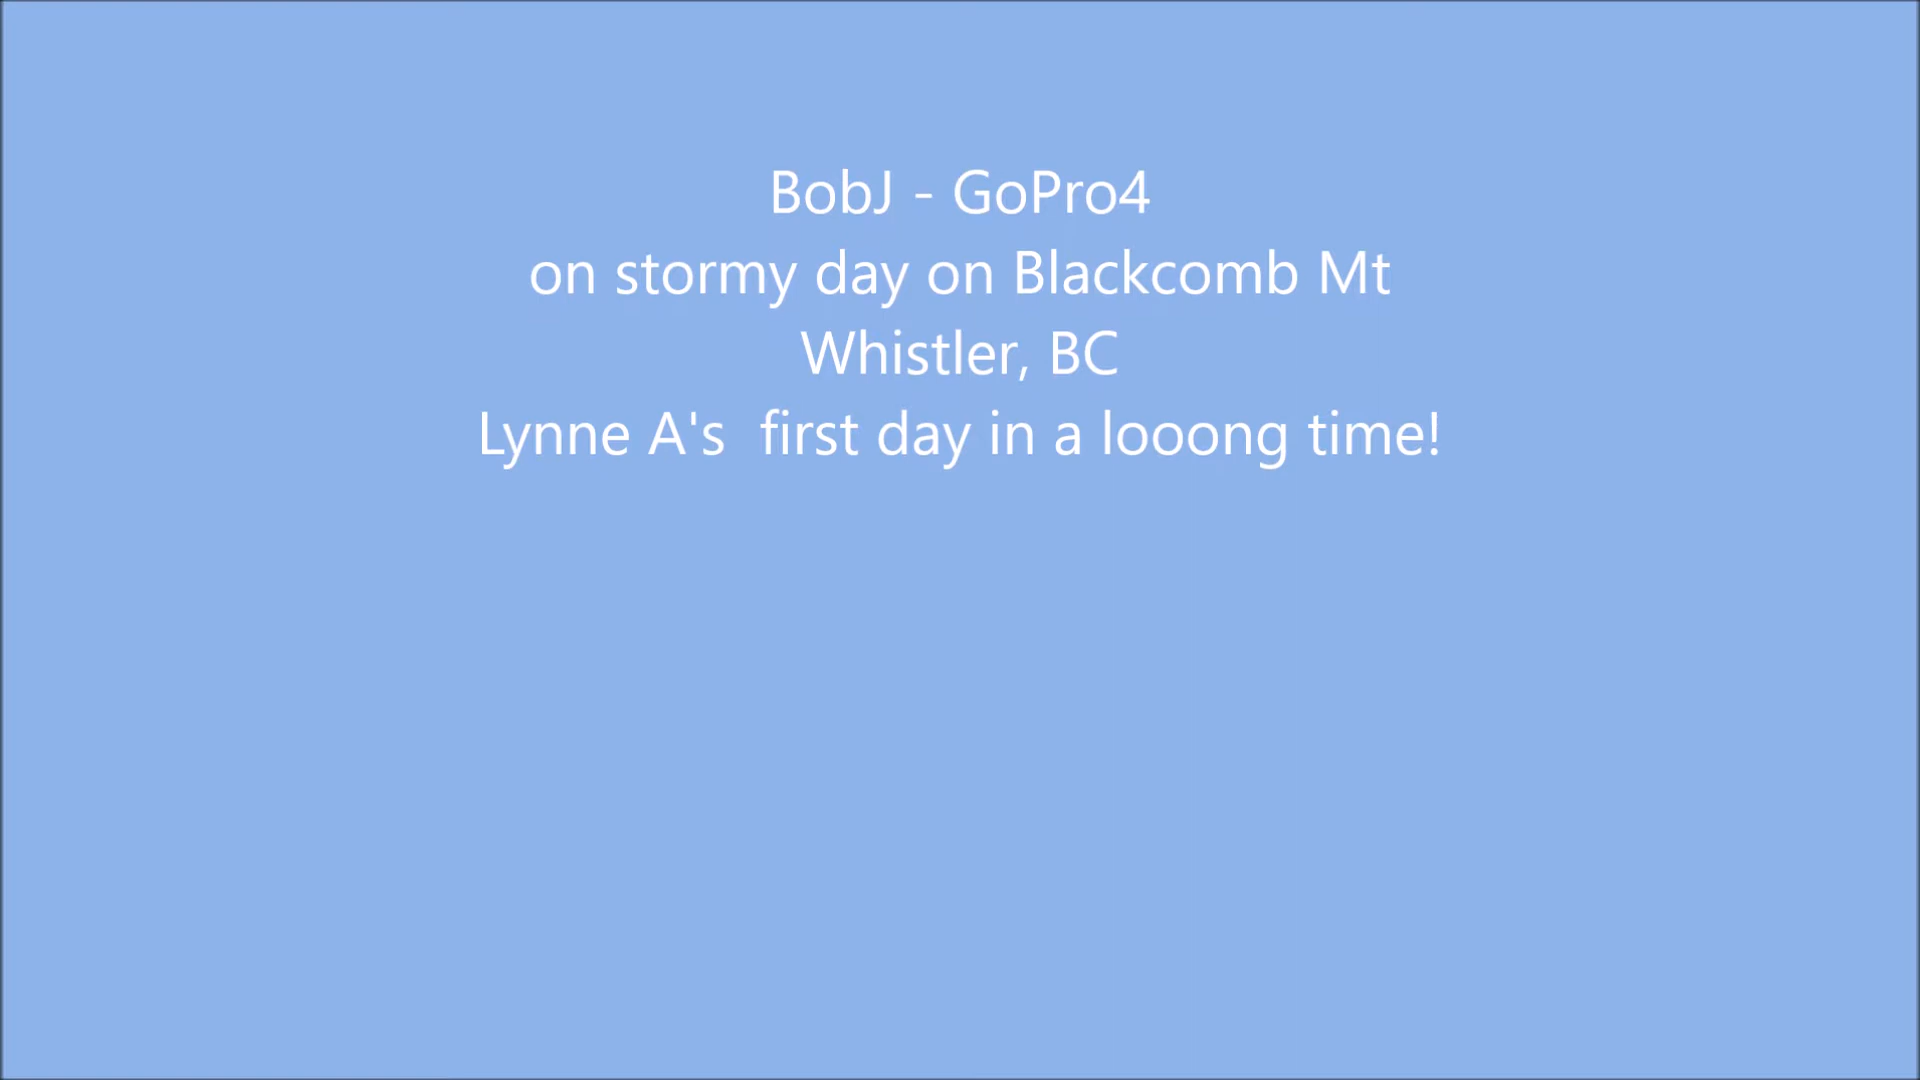 BobJ - GoPro4
on stormy day on Blackcomb Mt
Whistler, BC
Lynne A's  first day in a looong time!